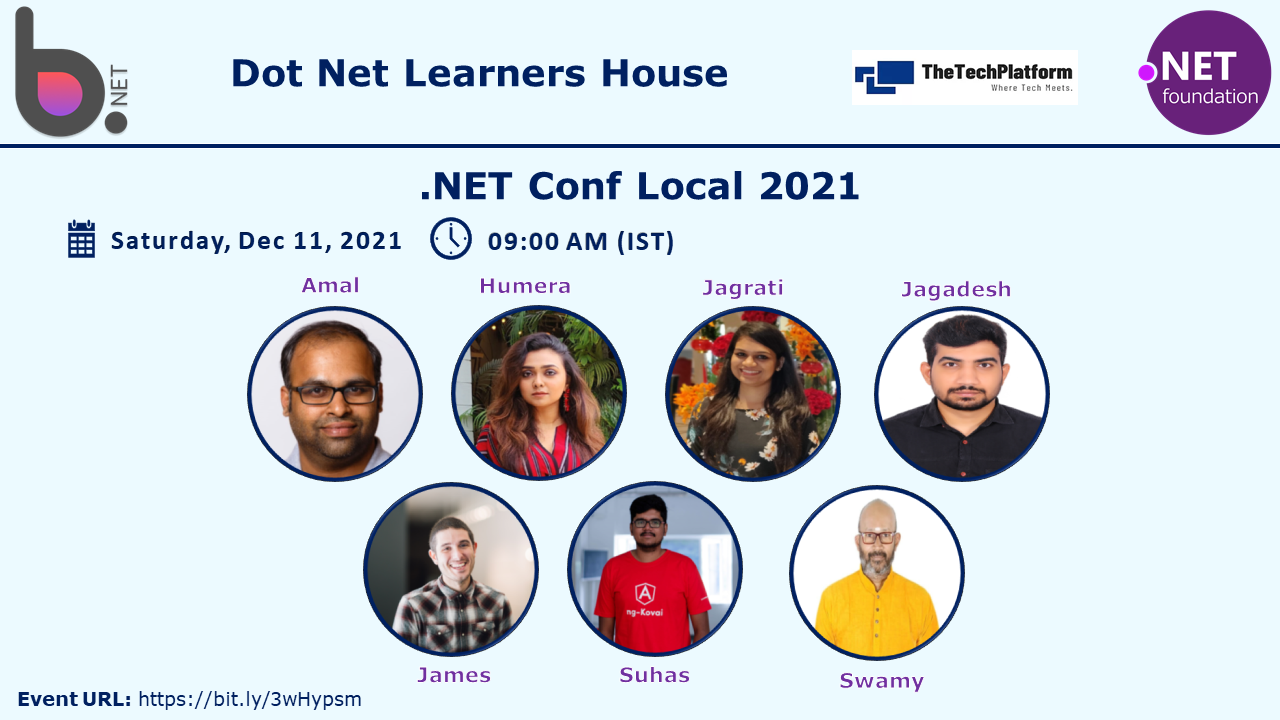 .NET
Dot Net Learners House
TheTechPlatform
Where Tech Meets.
.NET
foundation
.NET Conf Local 2021
Saturday, Dec 11, 2021
09:00 AM (IST)
Amal
Humera
Jagrati
Jagadesh
A
ng-Kovai
James
Suhas
Swamy
Event URL: https://bit.ly/3wHypsm